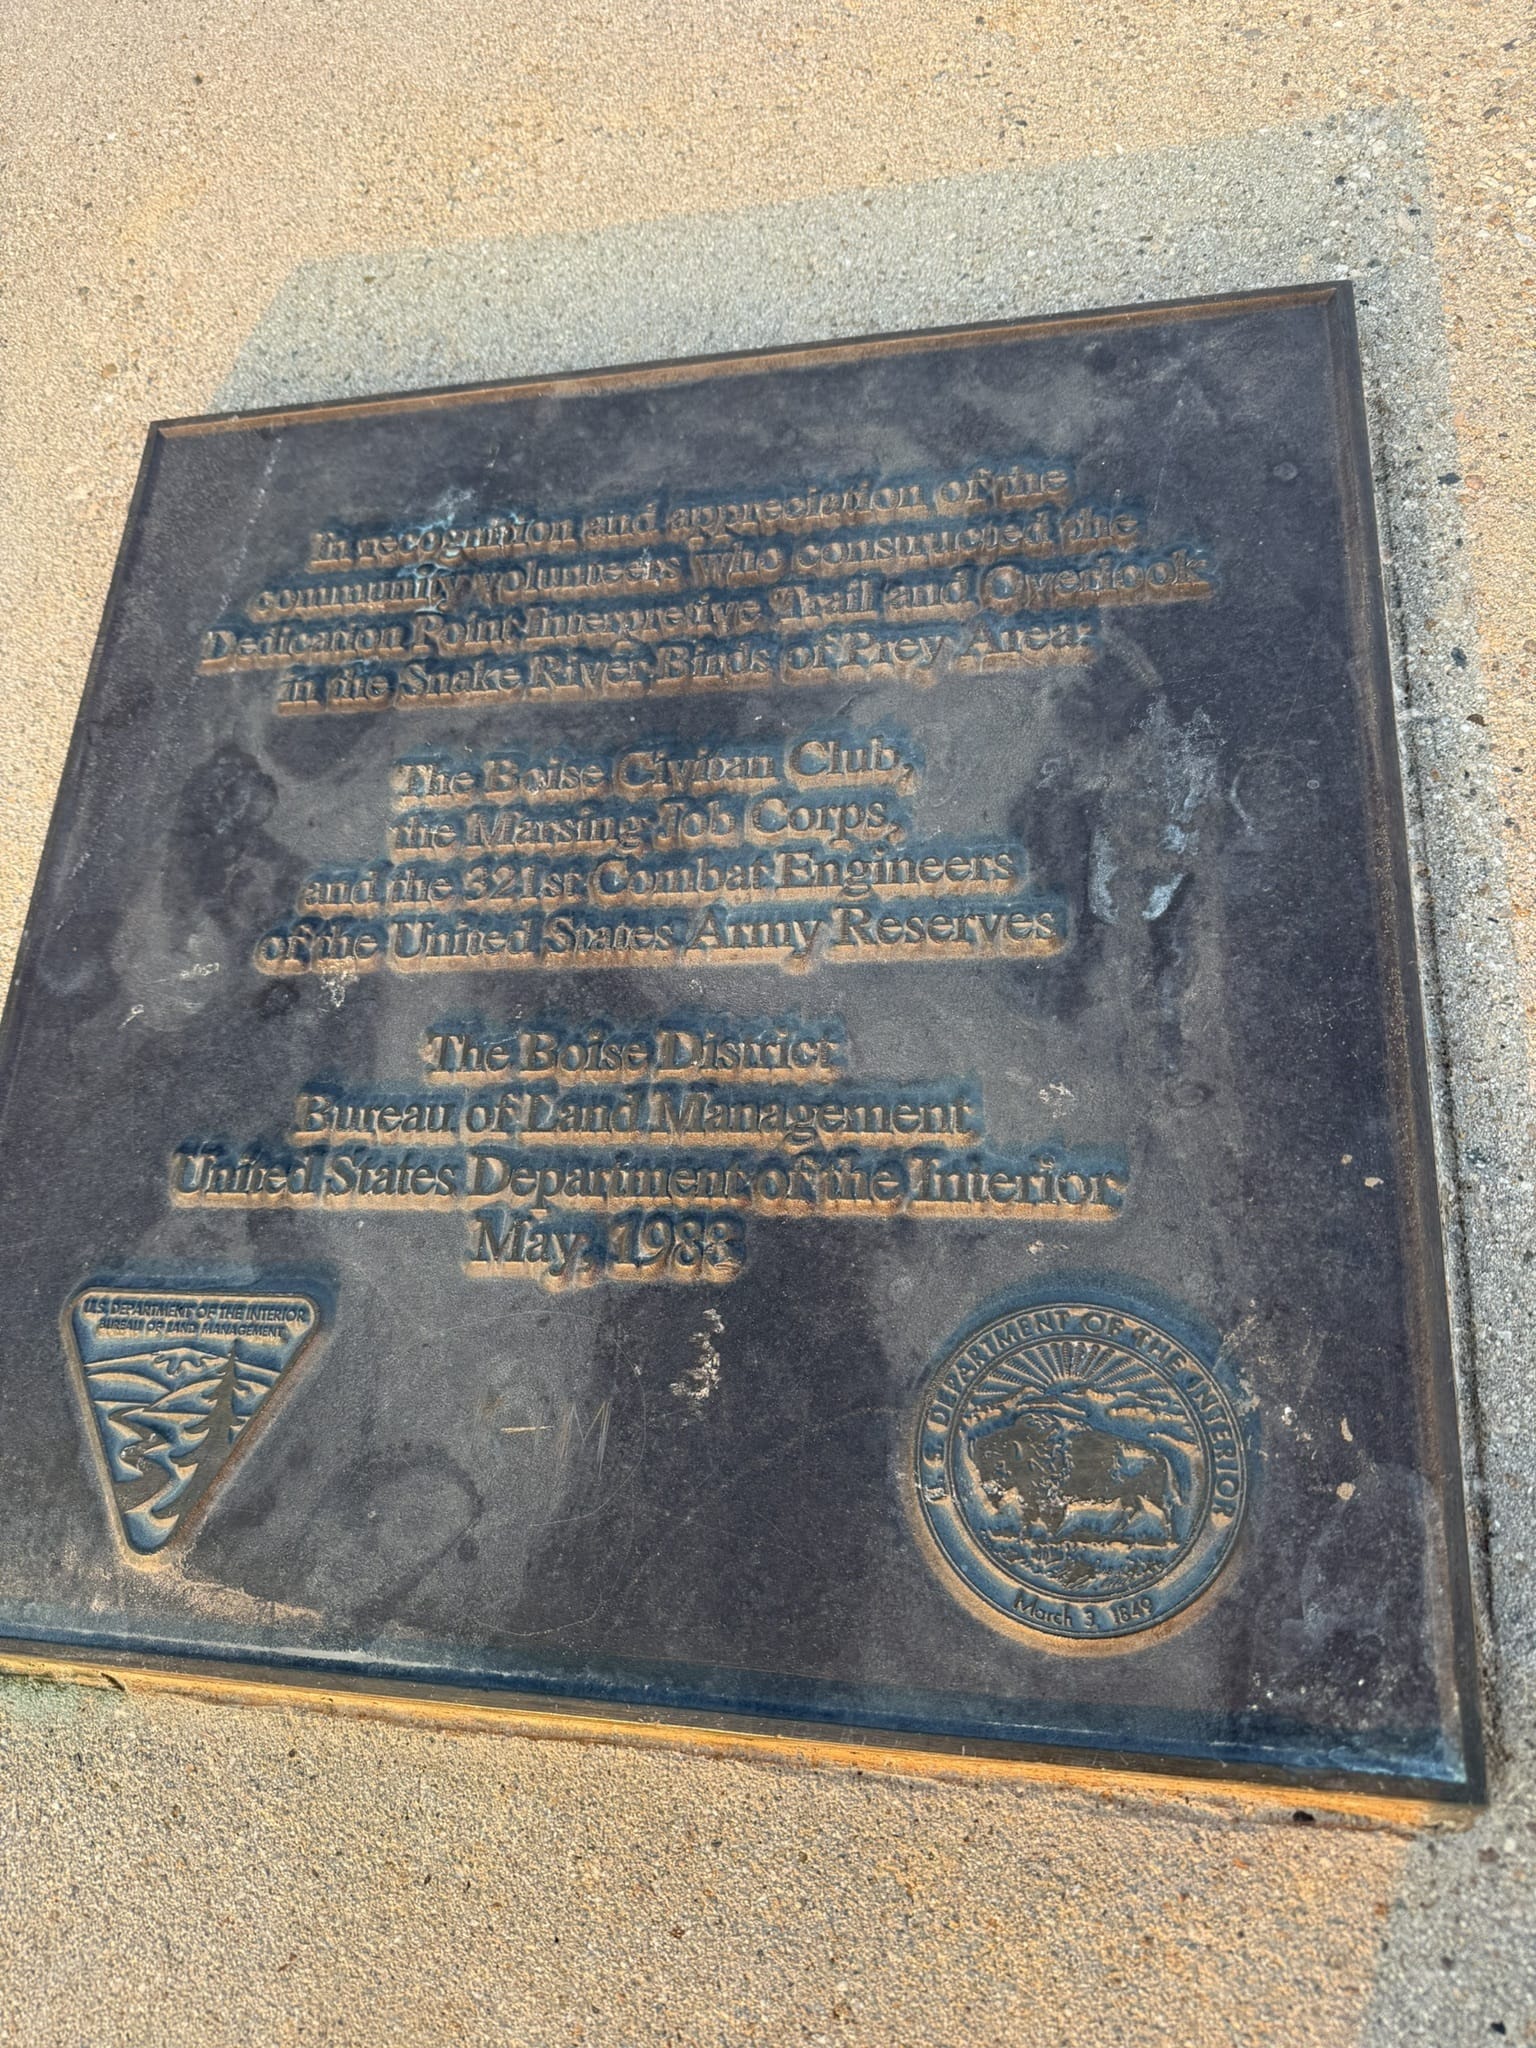 In recognition and appreciation of the
community volunteers who constructed the
Dedication Point Interpretive Trail and Overlook
in the Snake River Birds of Prey Area:
The Boise Civitan Club,
the Marsing Job Corps,
and the 321st Combat Engineers
of the United States Army Reserves
The Boise District
Bureau of Land Management
United States Department of the Interior
May, 1983
U.S. DEPARTMENT OF THE INTERIOR
BUREAU OF LAND MANAGEMENT
U.S. DEPARTMENT OF THE INTERIOR
March 3, 1849